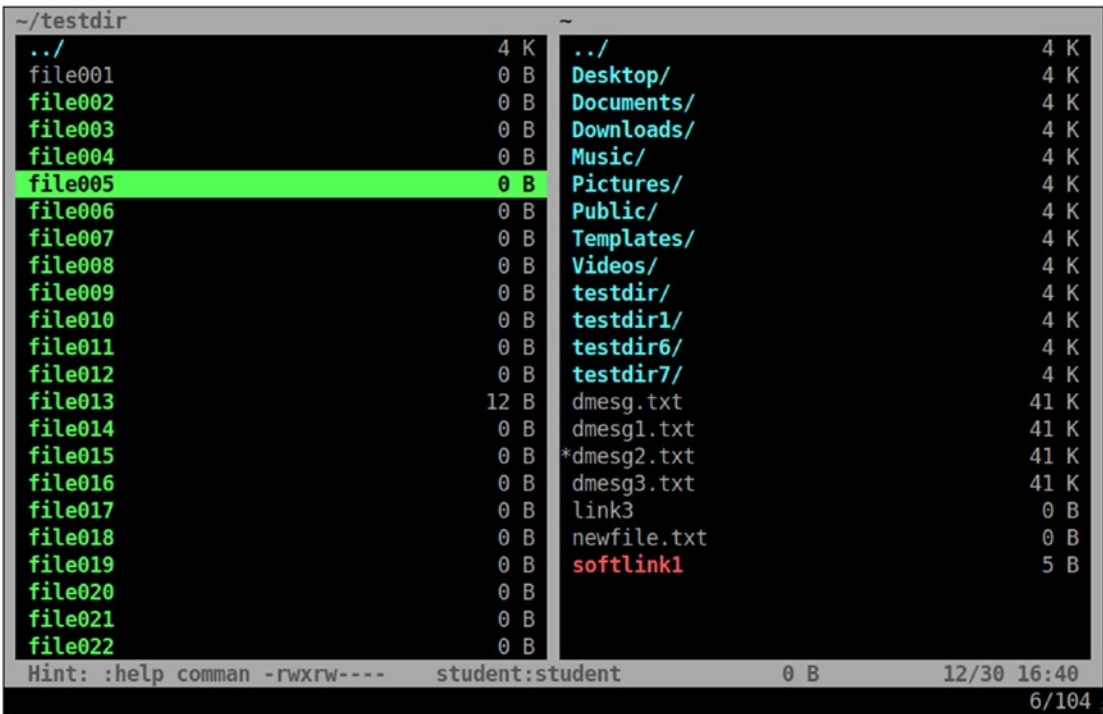 ~/testdir ~
../ 4 K ../ 4 K
file001 0 B Desktop/ 4 K
file002 0 B Documents/ 4 K
file003 0 B Downloads/ 4 K
file004 0 B Music/ 4 K
file005 0 B Pictures/ 4 K
file006 0 B Public/ 4 K
file007 0 B Templates/ 4 K
file008 0 B Videos/ 4 K
file009 0 B testdir/ 4 K
file010 0 B testdir1/ 4 K
file011 0 B testdir6/ 4 K
file012 0 B testdir7/ 4 K
file013 12 B dmesg.txt 41 K
file014 0 B dmesg1.txt 41 K
file015 0 B *dmesg2.txt 41 K
file016 0 B dmesg3.txt 41 K
file017 0 B link3 0 B
file018 0 B newfile.txt 0 B
file019 0 B softlink1 5 B
file020 0 B
file021 0 B
file022 0 B
Hint: :help comman -rwxrw---- student:student 0 B 12/30 16:40
6/104